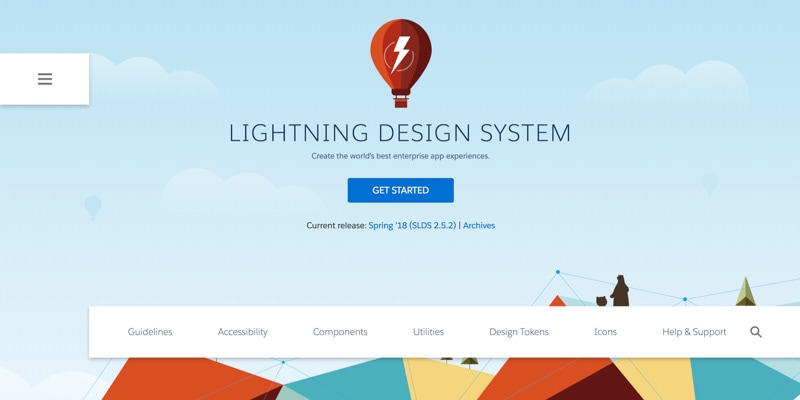 LIGHTNING DESIGN SYSTEM
Create the world's best enterprise app experiences.
GET STARTED
Current release: Spring '18 (SLDS 2.5.2) | Archives
Guidelines Accessibility Components Utilities Design Tokens Icons Help & Support